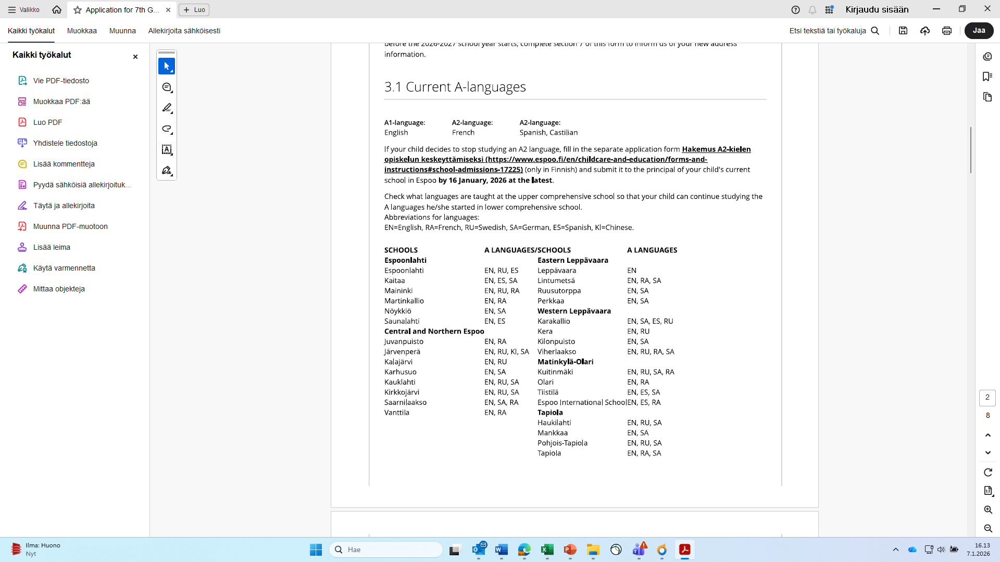 Valikko
Application for 7th G...
Luo
Kirjaudu sisään
Kaikki työkalut
Muokkaa
Muunna
Allekirjoita sähköisesti
Etsi tekstiä tai työkaluja
Jaa
Kaikki työkalut
Vie PDF-tiedosto
Muokkaa PDF:ää
Luo PDF
Yhdistele tiedostoja
Lisää kommentteja
Pyydä sähköisiä allekirjoituk...
Täytä ja allekirjoita
Muunna PDF-muotoon
Lisää leima
Käytä varmennetta
Mittaa objekteja
before the 2026-2027 school year starts, complete section 7 of this form to inform us of your new address
information.
3.1 Current A-languages
A1-language: A2-language: A2-language:
English French Spanish, Castilian
If your child decides to stop studying an A2 language, fill in the separate application form Hakemus A2-kielen
opiskelun keskeyttämiseksi (https://www.espoo.fi/en/childcare-and-education/forms-and-
instructions#school-admissions-17225) (only in Finnish) and submit it to the principal of your child's current
school in Espoo by 16 January, 2026 at the latest.
Check what languages are taught at the upper comprehensive school so that your child can continue studying the
A languages he/she started in lower comprehensive school.
Abbreviations for languages:
EN=English, RA=French, RU=Swedish, SA=German, ES=Spanish, KI=Chinese.
SCHOOLS A LANGUAGES/SCHOOLS A LANGUAGES
Espoonlahti Eastern Leppävaara
Espoonlahti EN, RU, ES Leppävaara EN
Kaitaa EN, ES, SA Lintumetsä EN, RA, SA
Maininki EN, RU, RA Ruusutorppa EN, SA
Martinkallio EN, RA Perkkaa EN, SA
Nöykkiö EN, SA Western Leppävaara
Saunalahti EN, ES Karakallio EN, SA, ES, RU
Central and Northern Espoo Kera EN, RU
Juvanpuisto EN, RA Kilonpuisto EN, SA
Järvenperä EN, RU, KI, SA Viherlaakso EN, RU, RA, SA
Kalajärvi EN, RU Matinkylä-Olari
Karhusuo EN, SA Kuitinmäki EN, RU, SA, RA
Kauklahti EN, RU, SA Olari EN, RA
Kirkkojärvi EN, RU, SA Tiistilä EN, ES, SA
Saarnilaakso EN, SA, RA Espoo International School EN, ES, RA
Vanttila EN, RA Tapiola
Haukilahti EN, RU, SA
Mankkaa EN, SA
Pohjois-Tapiola EN, RU, SA
Tapiola EN, RA, SA
2
8
Ilma: Huono
Nyt
Hae
16.13
7.1.2026